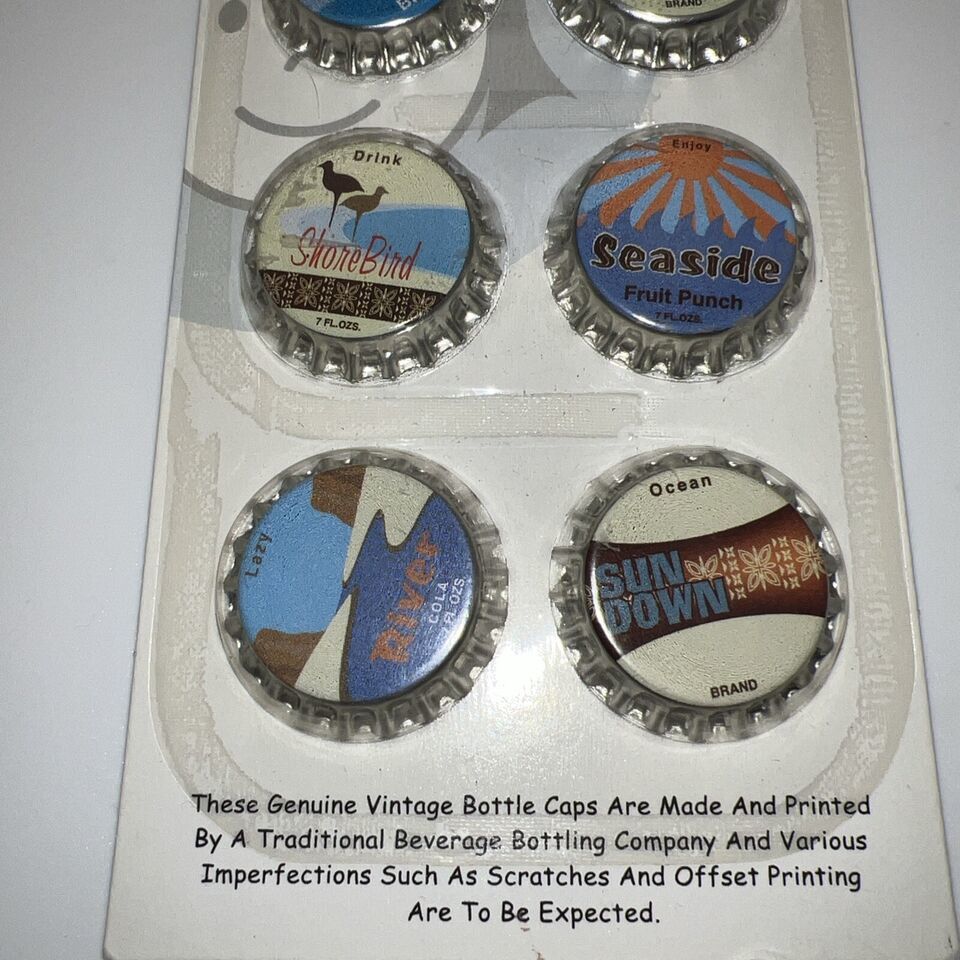 BRAND
Drink
ShoreBird
7 FL.OZS.
Enjoy
Seaside
Fruit Punch
7 FL.OZS.
Lazy
River
COLA
FL OZS
Ocean
SUN
DOWN
BRAND
These Genuine Vintage Bottle Caps Are Made And Printed
By A Traditional Beverage Bottling Company And Various
Imperfections Such As Scratches And Offset Printing
Are To Be Expected.